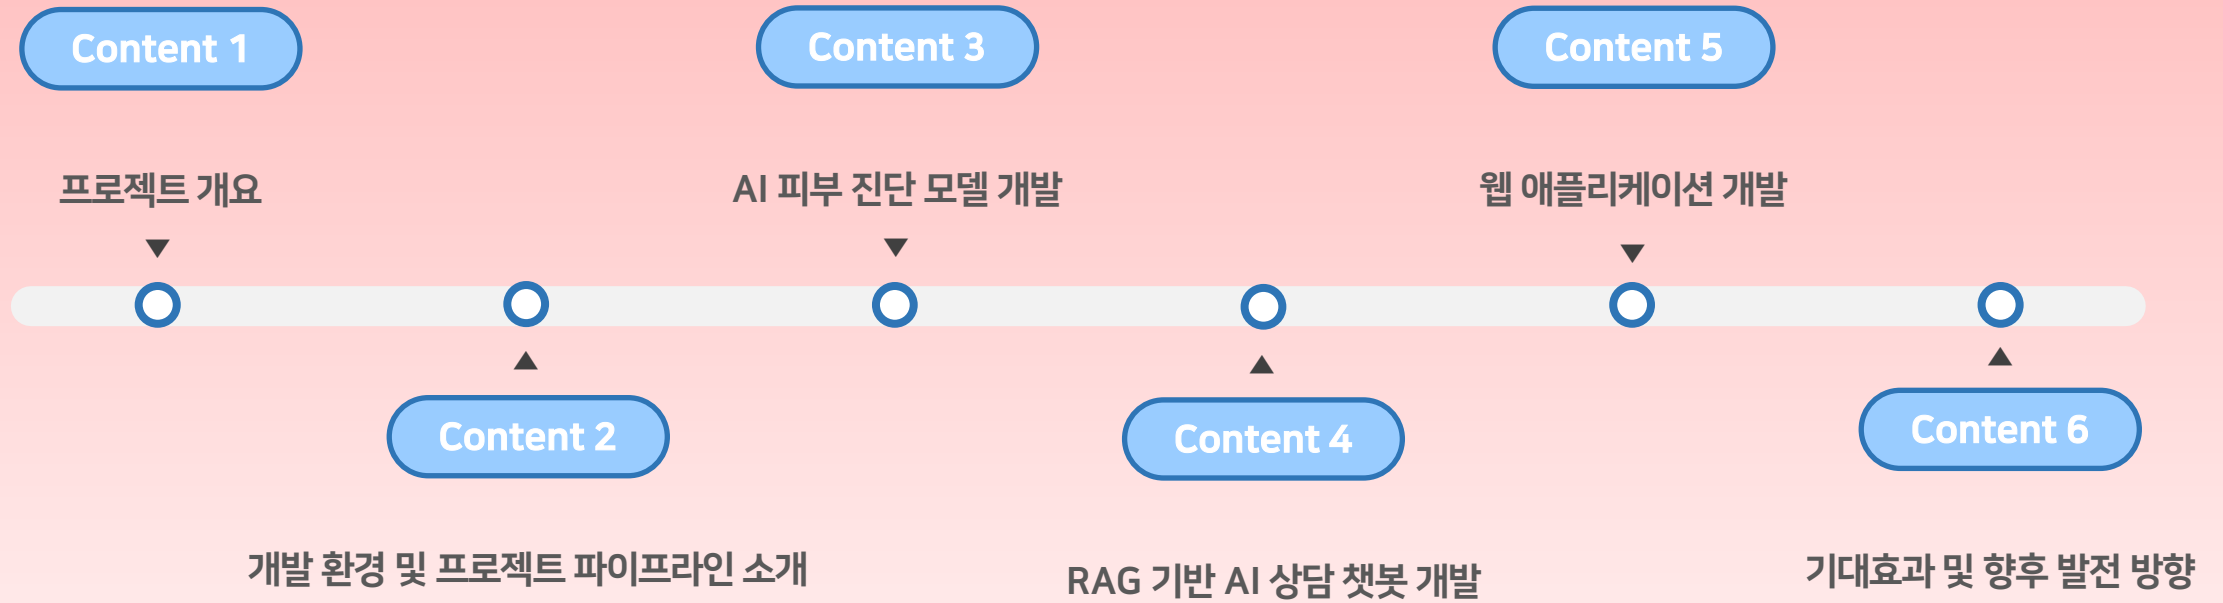 Content 1
Content 3
Content 5
프로젝트 개요
AI 피부 진단 모델 개발
웹 애플리케이션 개발
Content 2
Content 4
Content 6
개발 환경 및 프로젝트 파이프라인 소개
RAG 기반 AI 상담 챗봇 개발
기대효과 및 향후 발전 방향